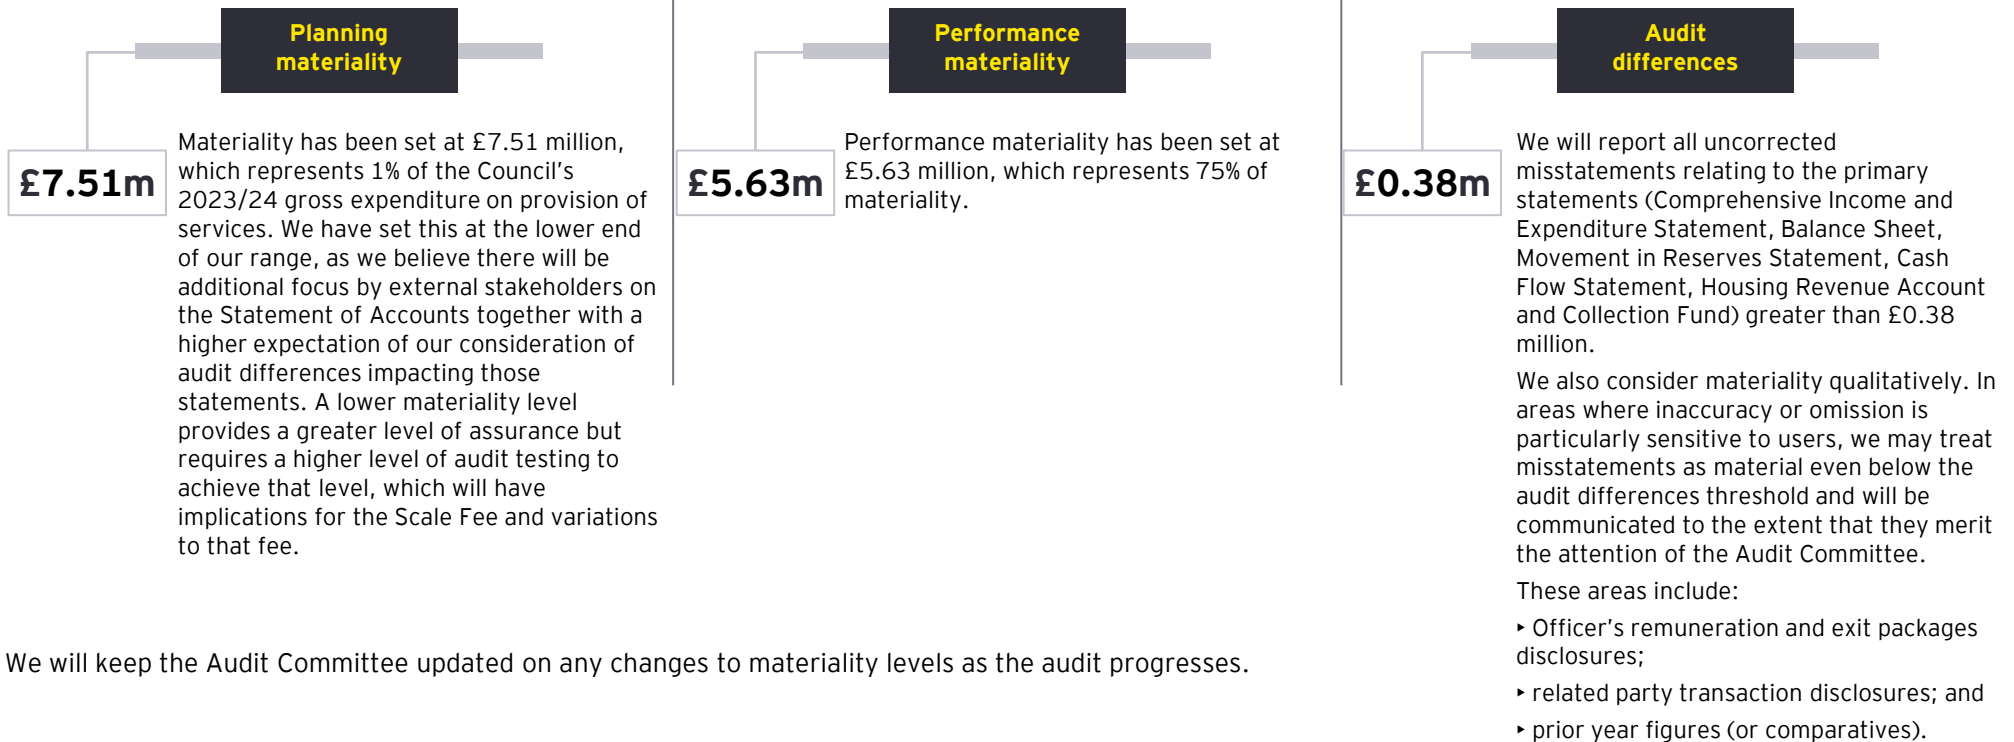 Planning
materiality
£7.51m
Materiality has been set at £7.51 million,
which represents 1% of the Council's
2023/24 gross expenditure on provision of
services. We have set this at the lower end
of our range, as we believe there will be
additional focus by external stakeholders on
the Statement of Accounts together with a
higher expectation of our consideration of
audit differences impacting those
statements. A lower materiality level
provides a greater level of assurance but
requires a higher level of audit testing to
achieve that level, which will have
implications for the Scale Fee and variations
to that fee.
Performance
materiality
£5.63m
Performance materiality has been set at
£5.63 million, which represents 75% of
materiality.
Audit
differences
£0.38m
We will report all uncorrected
misstatements relating to the primary
statements (Comprehensive Income and
Expenditure Statement, Balance Sheet,
Movement in Reserves Statement, Cash
Flow Statement, Housing Revenue Account
and Collection Fund) greater than £0.38
million.
We also consider materiality qualitatively. In
areas where inaccuracy or omission is
particularly sensitive to users, we may treat
misstatements as material even below the
audit differences threshold and will be
communicated to the extent that they merit
the attention of the Audit Committee.
These areas include:
‣ Officer's remuneration and exit packages
disclosures;
‣ related party transaction disclosures; and
‣ prior year figures (or comparatives).
We will keep the Audit Committee updated on any changes to materiality levels as the audit progresses.